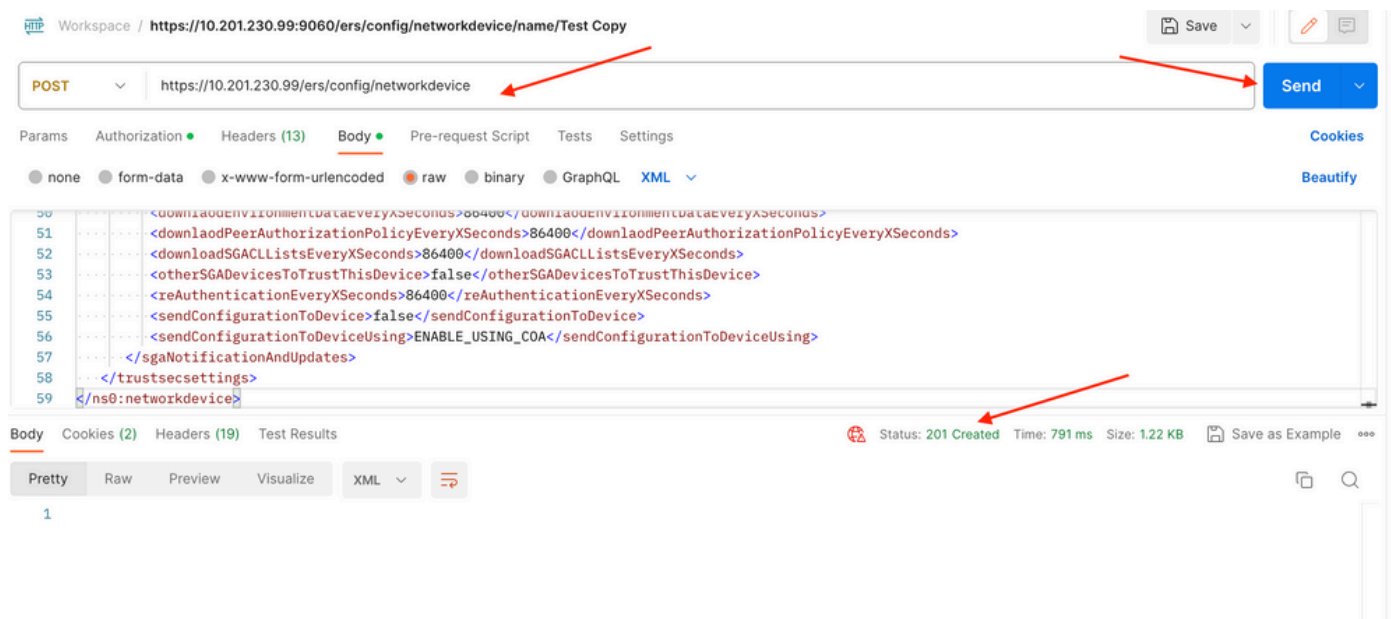 HTTP Workspace / https://10.201.230.99:9060/ers/config/networkdevice/name/Test Copy Save
POST https://10.201.230.99/ers/config/networkdevice Send
Params Authorization Headers (13) Body Pre-request Script Tests Settings Cookies
none form-data x-www-form-urlencoded raw binary GraphQL XML Beautify
50 <downlaodEnvironmentDataEveryXSeconds>86400</downlaodEnvironmentDataEveryXSeconds>
51 <downlaodPeerAuthorizationPolicyEveryXSeconds>86400</downlaodPeerAuthorizationPolicyEveryXSeconds>
52 <downloadSGACLListsEveryXSeconds>86400</downloadSGACLListsEveryXSeconds>
53 <otherSGADevicesToTrustThisDevice>false</otherSGADevicesToTrustThisDevice>
54 <reAuthenticationEveryXSeconds>86400</reAuthenticationEveryXSeconds>
55 <sendConfigurationToDevice>false</sendConfigurationToDevice>
56 <sendConfigurationToDeviceUsing>ENABLE_USING_COA</sendConfigurationToDeviceUsing>
57 </sgaNotificationAndUpdates>
58 </trustsecsettings>
59 </ns0:networkdevice>
Body Cookies (2) Headers (19) Test Results Status: 201 Created Time: 791 ms Size: 1.22 KB Save as Example
Pretty Raw Preview Visualize XML
1